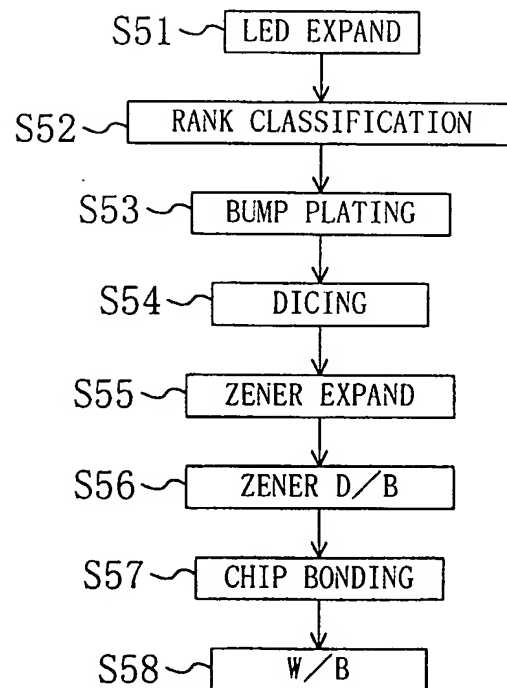 S51 LED EXPAND
S52 RANK CLASSIFICATION
S53 BUMP PLATING
S54 DICING
S55 ZENER EXPAND
S56 ZENER D/B
S57 CHIP BONDING
S58 W/B